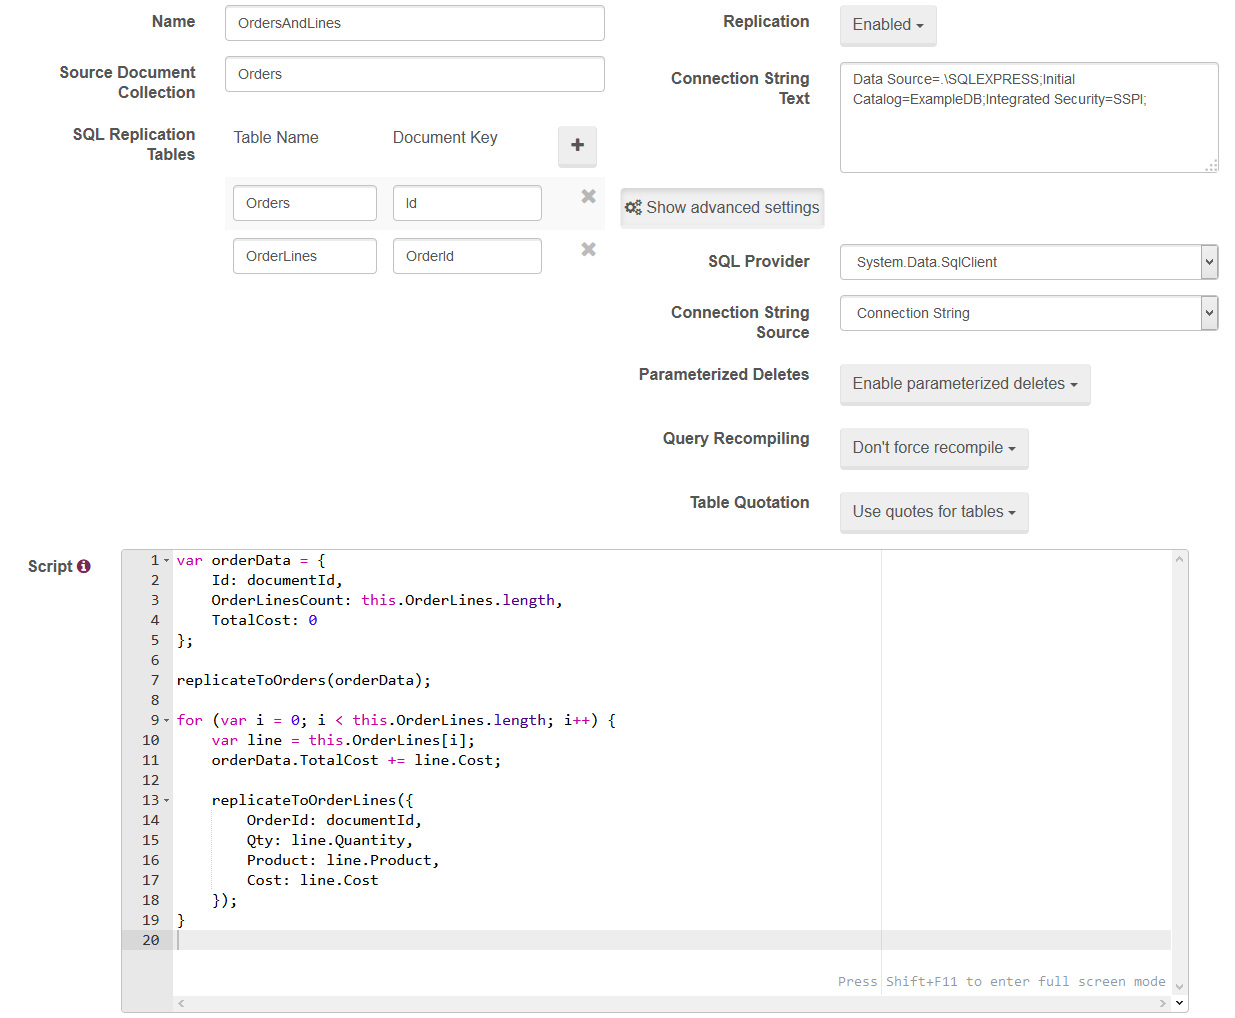 Name
OrdersAndLines
Source Document
Collection
Orders
SQL Replication
Tables
Table Name
Document Key
+
Orders
Id
OrderLines
OrderId
Replication
Enabled
Connection String
Text
Data Source=.\SQLEXPRESS;Initial
Catalog=ExampleDB;Integrated Security=SSPI;
Show advanced settings
SQL Provider
System.Data.SqlClient
Connection String
Source
Connection String
Parameterized Deletes
Enable parameterized deletes
Query Recompiling
Don't force recompile
Table Quotation
Use quotes for tables
Script
1 var orderData = {
2     Id: documentId,
3     OrderLinesCount: this.OrderLines.length,
4     TotalCost: 0
5 };
6
7 replicateToOrders(orderData);
8
9 for (var i = 0; i < this.OrderLines.length; i++) {
10     var line = this.OrderLines[i];
11     orderData.TotalCost += line.Cost;
12
13     replicateToOrderLines({
14         OrderId: documentId,
15         Qty: line.Quantity,
16         Product: line.Product,
17         Cost: line.Cost
18     });
19 }
20
Press Shift+F11 to enter full screen mode